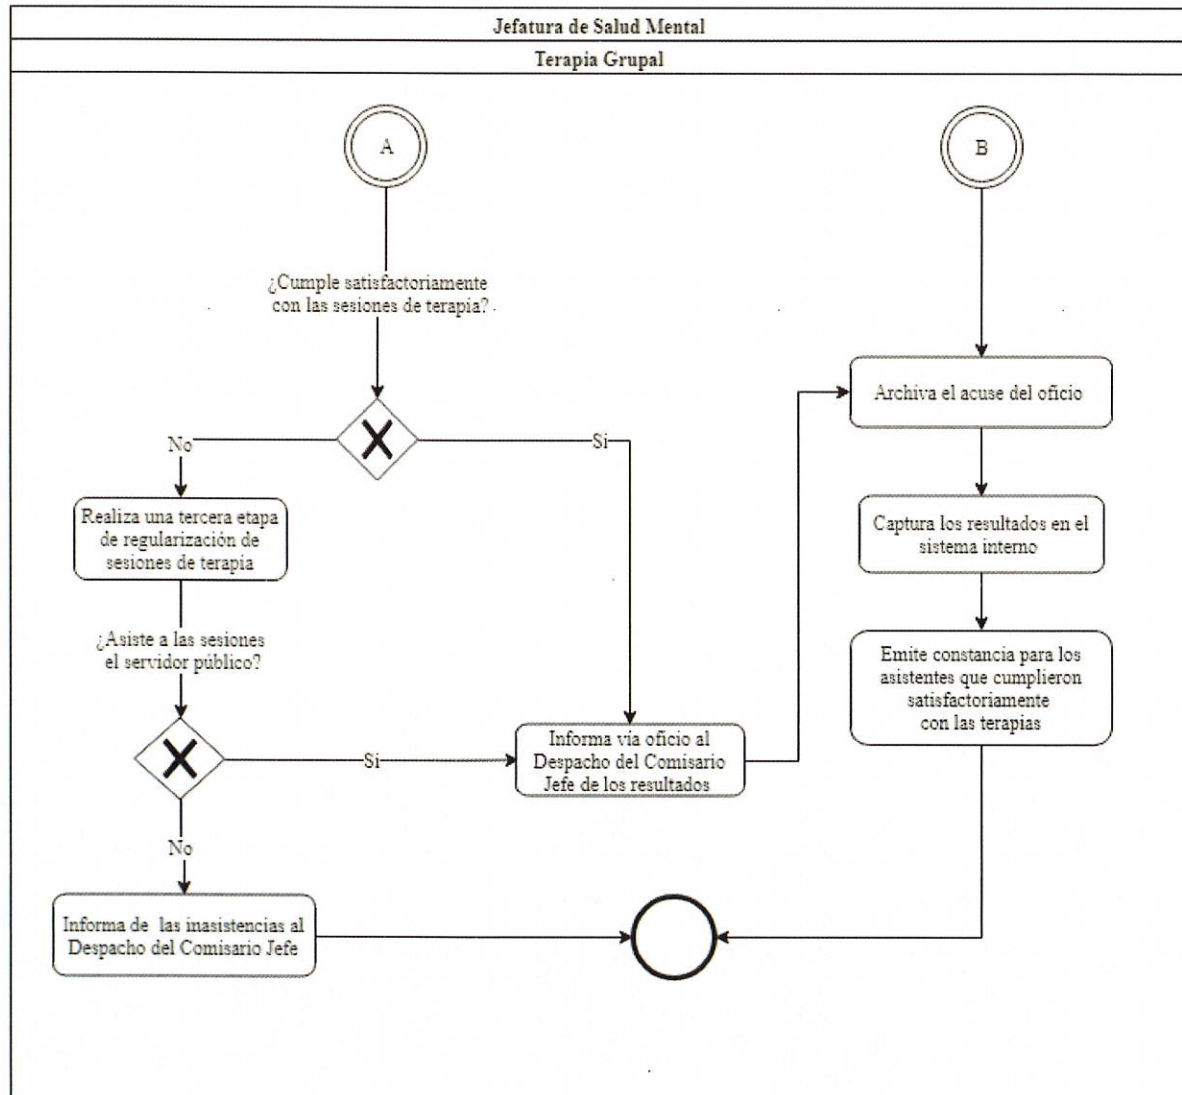 Jefatura de Salud Mental
Terapia Grupal
A
B
¿Cumple satisfactoriamente
con las sesiones de terapia?
Archiva el acuse del oficio
No
Si
Realiza una tercera etapa
de regularización de
sesiones de terapia
Captura los resultados en el
sistema interno
¿Asiste a las sesiones
el servidor público?
Emite constancia para los
asistentes que cumplieron
satisfactoriamente
con las terapias
Si
Informa vía oficio al
Despacho del Comisario
Jefe de los resultados
No
Informa de las inasistencias al
Despacho del Comisario Jefe